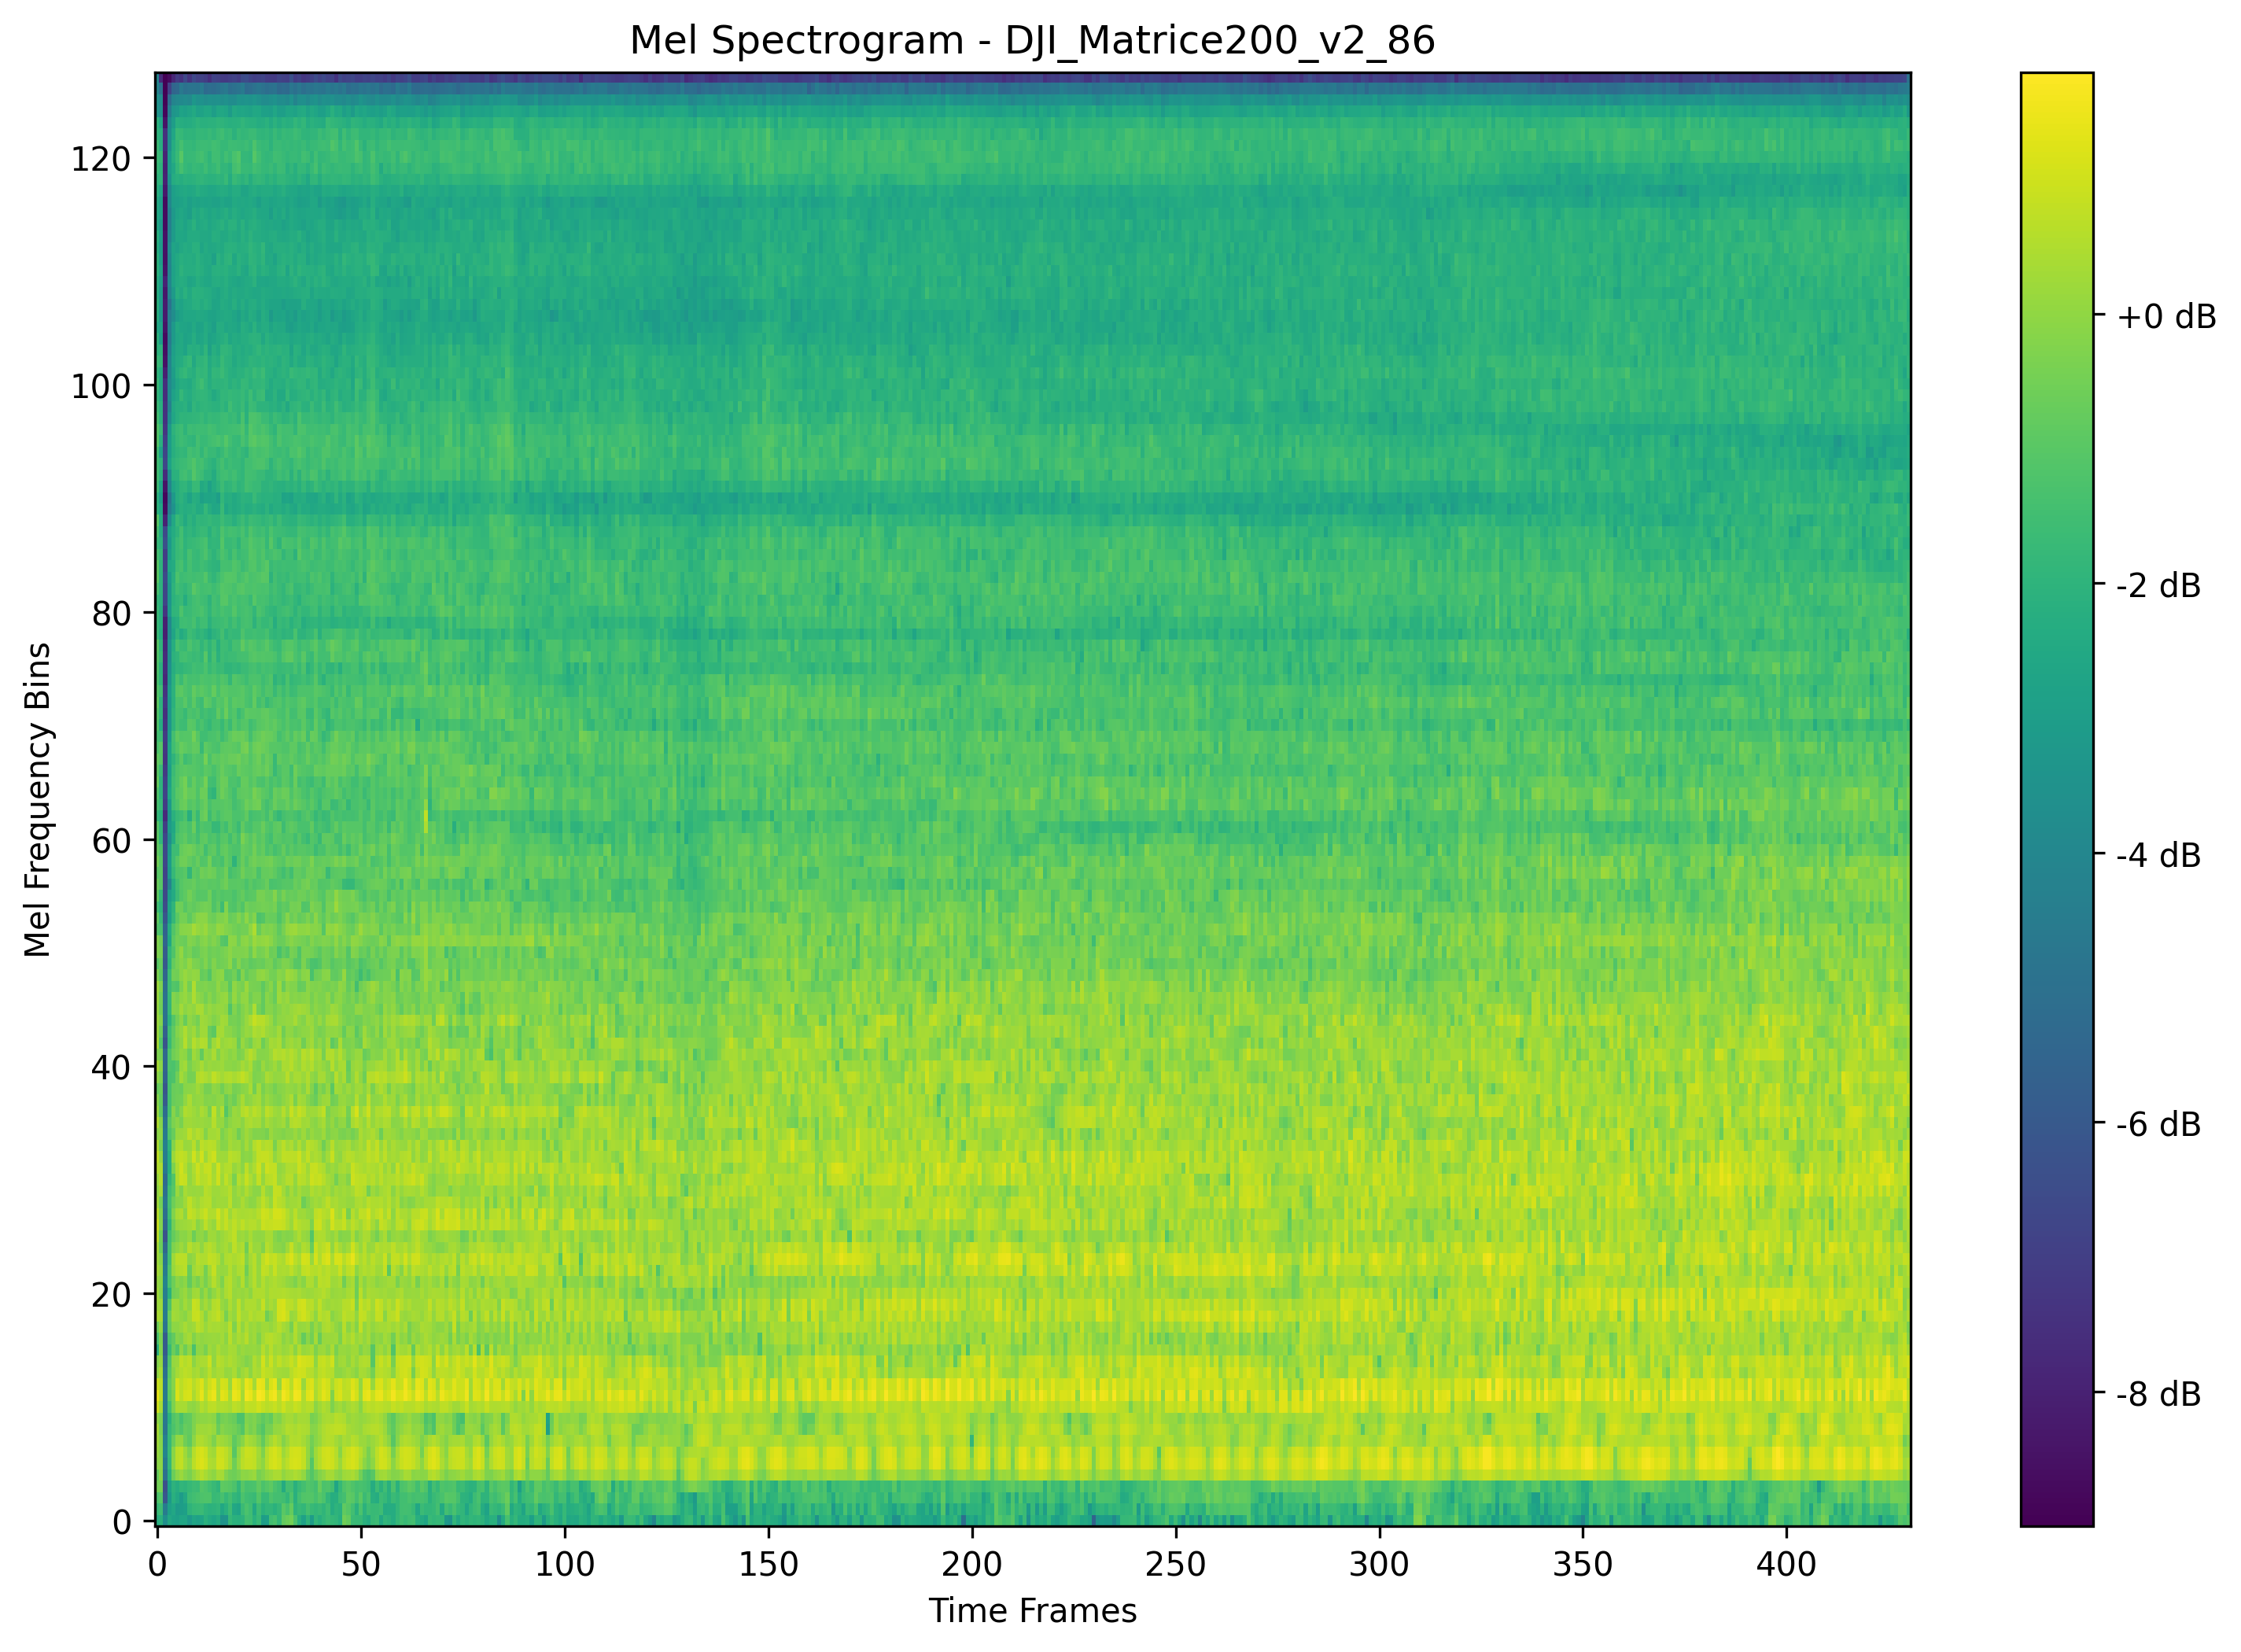 Mel Spectrogram - DJI_Matrice200_v2_86
120
100
80
60
40
20
0
Mel Frequency Bins
0 50 100 150 200 250 300 350 400
Time Frames
+0 dB
-2 dB
-4 dB
-6 dB
-8 dB